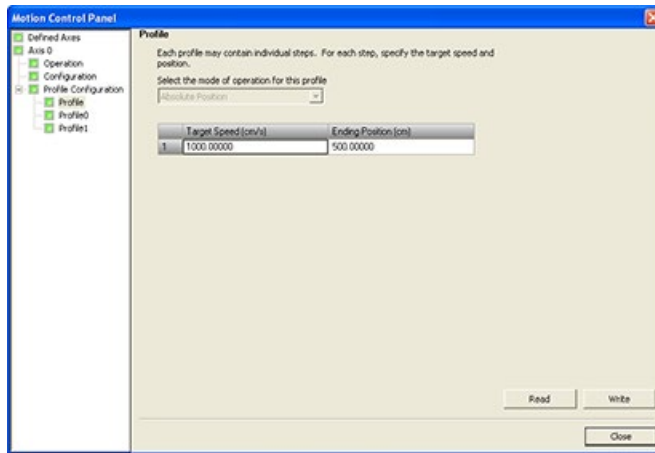 Motion Control Panel
Defined Axes
Axis 0
Operation
Configuration
Profile Configuration
Profile
Profile0
Profile1
Profile
Each profile may contain individual steps. For each step, specify the target speed and
position.
Select the mode of operation for this profile
Absolute Position
Target Speed (cm/s) Ending Position (cm)
1 1000.00000 500.00000
Read Write
Close